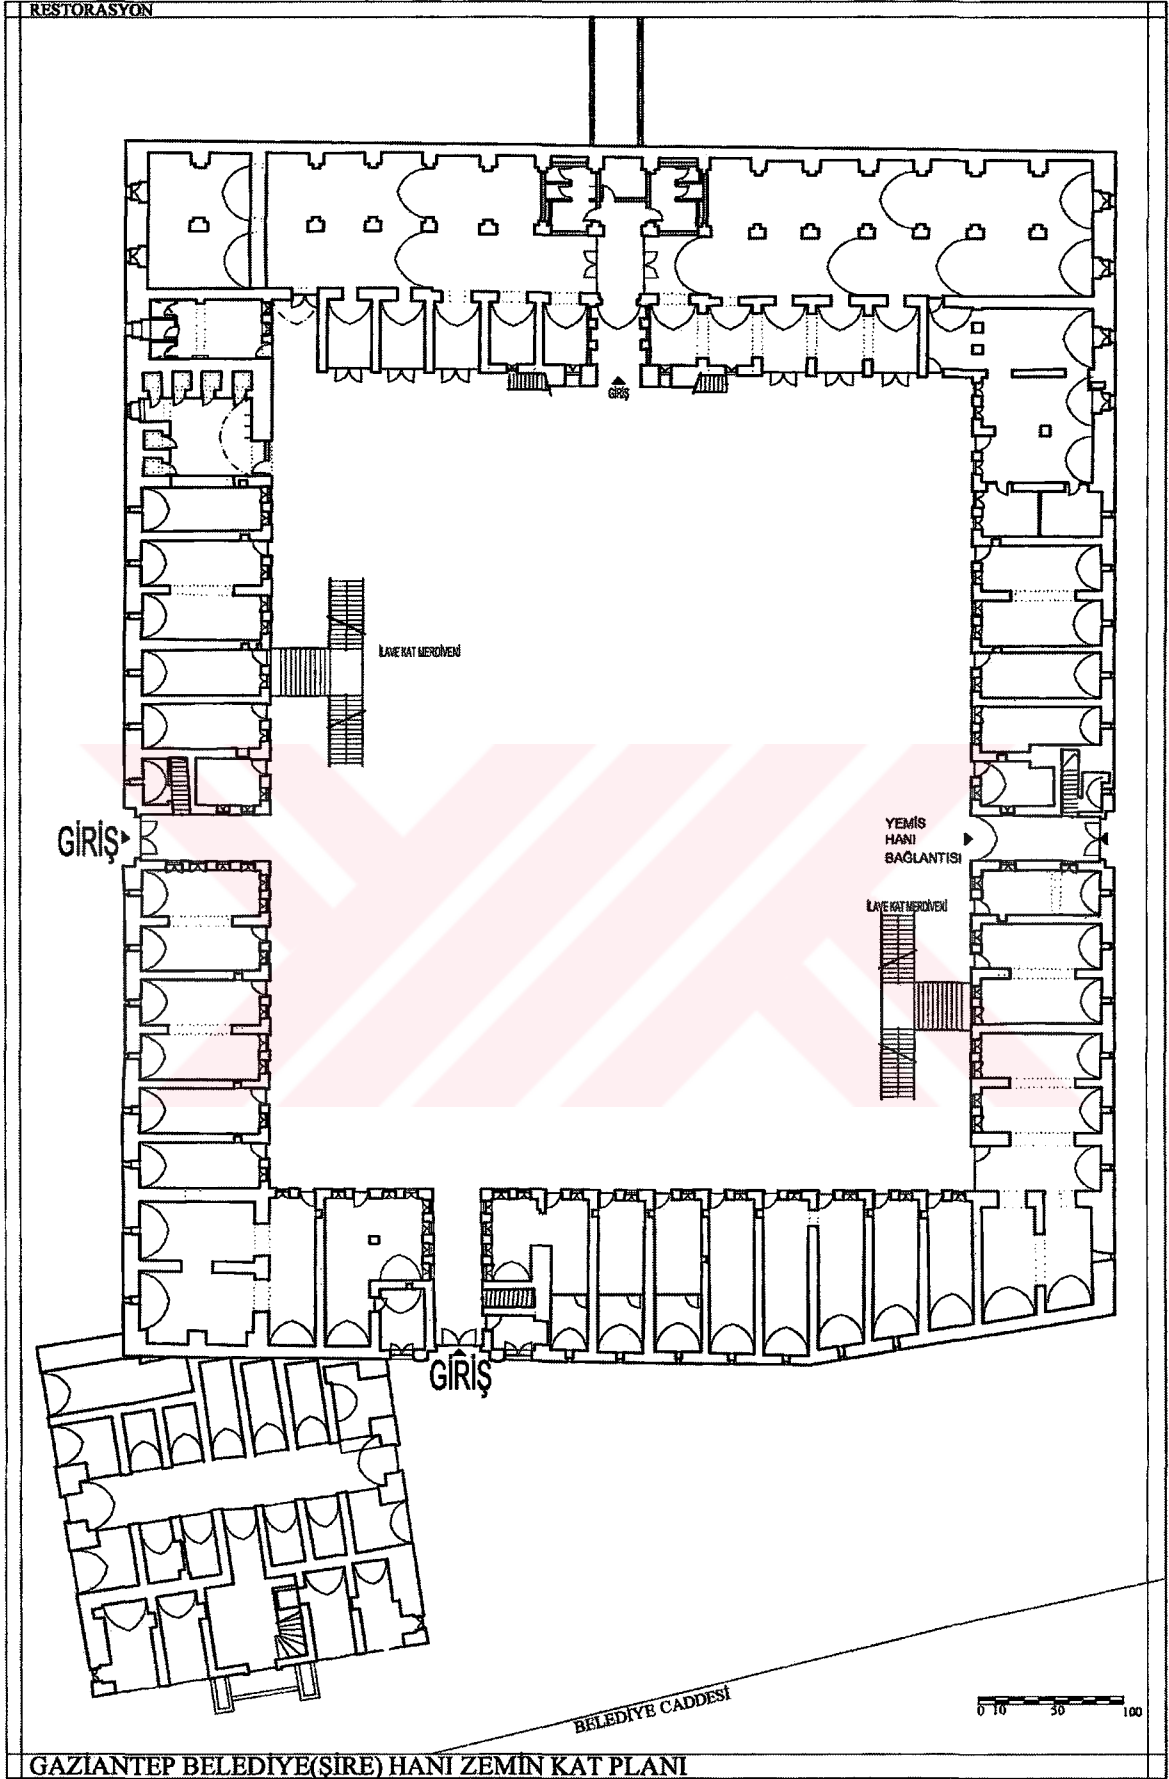 RESTORASYON
GİRİŞ
İLAVE KAT MERDİVENİ
GİRİŞ
YEMİS
HANI
BAĞLANTISI
İLAVE KAT MERDİVENİ
GİRİŞ
BELEDİYE CADDESİ
0 10 50 100
GAZİANTEP BELEDİYE(ŞİRE) HANI ZEMİN KAT PLANI